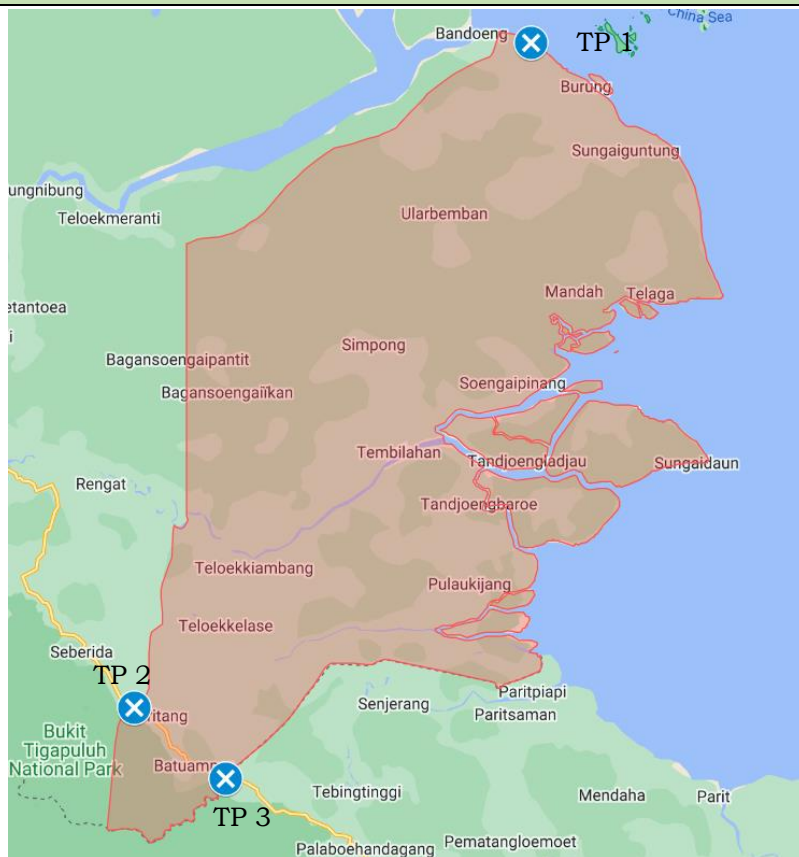 China Sea
Bandoeng
TP 1
Burung
Sungaiguntung
ungnibung
Teloekmeranti
Ularbemban
etantoea
Mandah
Telaga
i
Simpong
Bagansoengaipantit
Bagansoengaiïkan
Soengaipinang
Tembilahan
Tandjoengladjau
Sungaidaun
Rengat
Tandjoengbaroe
Teloekkiambang
Pulaukijang
Teloekkelase
Seberida
TP 2
Paritpiapi
Senjerang
Paritsaman
ritang
Bukit
Tigapuluh
National Park
Batuamp
Tebingtinggi
Mendaha
Parit
TP 3
Palaboehandagang
Pematangloemoet